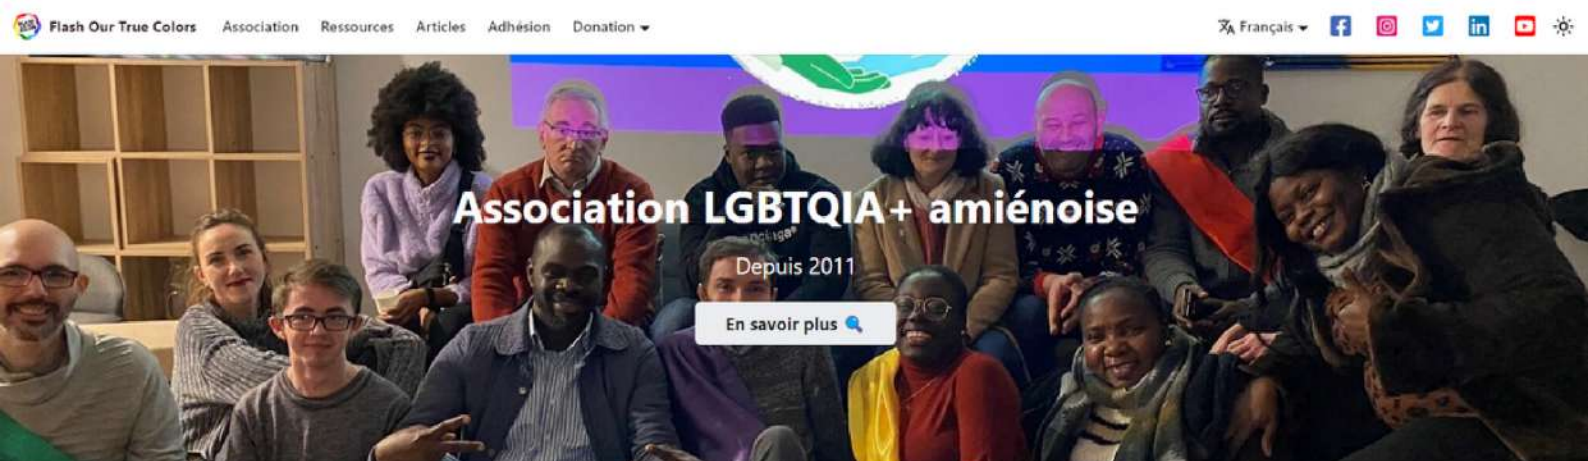 Flash Our True Colors Association Ressources Articles Adhésion Donation Français
Association LGBTQIA+ amiénoise
Depuis 2011
En savoir plus